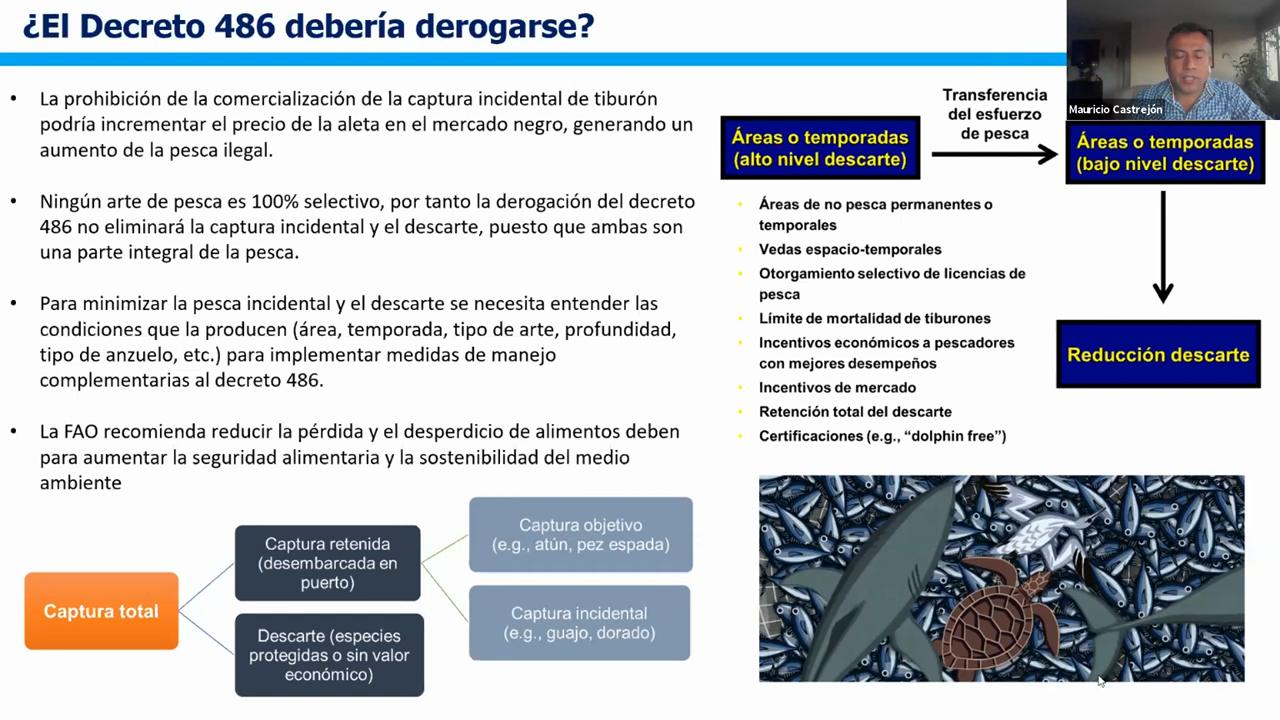 ¿El Decreto 486 debería derogarse?
Mauricio Castrejón
• La prohibición de la comercialización de la captura incidental de tiburón
podría incrementar el precio de la aleta en el mercado negro, generando un
aumento de la pesca ilegal.
• Ningún arte de pesca es 100% selectivo, por tanto la derogación del decreto
486 no eliminará la captura incidental y el descarte, puesto que ambas son
una parte integral de la pesca.
• Para minimizar la pesca incidental y el descarte se necesita entender las
condiciones que la producen (área, temporada, tipo de arte, profundidad,
tipo de anzuelo, etc.) para implementar medidas de manejo
complementarias al decreto 486.
• La FAO recomienda reducir la pérdida y el desperdicio de alimentos deben
para aumentar la seguridad alimentaria y la sostenibilidad del medio
ambiente
Captura total
Captura retenida
(desembarcada en
puerto)
Descarte (especies
protegidas o sin valor
económico)
Captura objetivo
(e.g., atún, pez espada)
Captura incidental
(e.g., guajo, dorado)
Áreas o temporadas
(alto nivel descarte)
Transferencia
del esfuerzo
de pesca
Áreas o temporadas
(bajo nivel descarte)
Reducción descarte
• Áreas de no pesca permanentes o
temporales
• Vedas espacio-temporales
• Otorgamiento selectivo de licencias de
pesca
• Límite de mortalidad de tiburones
• Incentivos económicos a pescadores
con mejores desempeños
• Incentivos de mercado
• Retención total del descarte
• Certificaciones (e.g., “dolphin free”)